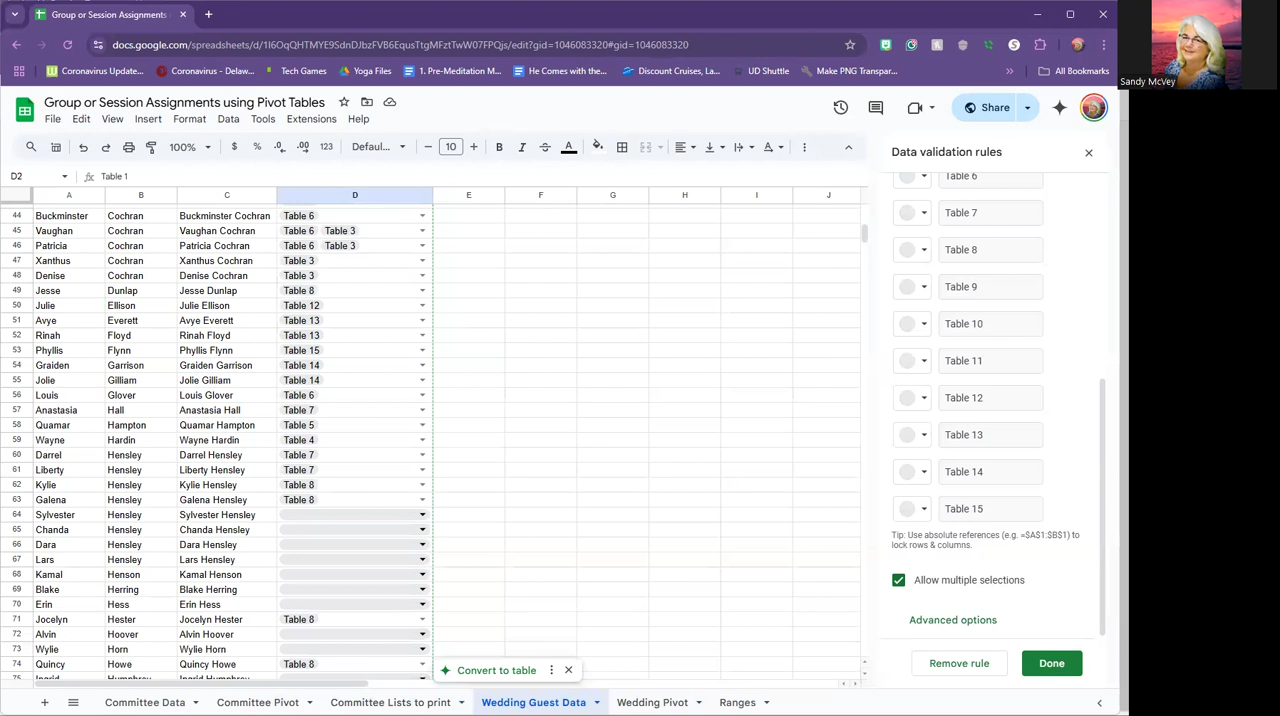 Group or Session Assignments
docs.google.com/spreadsheets/d/1I6OqQHTMYE9SdnDJbzFVB6EqusTtgMFztTwW07FPQjs/edit?gid=1046083320#gid=1046083320
Coronavirus Update...
Coronavirus - Delaw...
Tech Games
Yoga Files
1. Pre-Meditation M...
He Comes with the...
Discount Cruises, La...
UD Shuttle
Make PNG Transpar...
All Bookmarks
Sandy McVey
Group or Session Assignments using Pivot Tables
File Edit View Insert Format Data Tools Extensions Help
Share
100% $ % .0 .00 123 Defaul... 10 B I A
D2 fx Table 1
A B C D E F G H I J
44 Buckminster Cochran Buckminster Cochran Table 6
45 Vaughan Cochran Vaughan Cochran Table 6 Table 3
46 Patricia Cochran Patricia Cochran Table 6 Table 3
47 Xanthus Cochran Xanthus Cochran Table 3
48 Denise Cochran Denise Cochran Table 3
49 Jesse Dunlap Jesse Dunlap Table 8
50 Julie Ellison Julie Ellison Table 12
51 Avye Everett Avye Everett Table 13
52 Rinah Floyd Rinah Floyd Table 13
53 Phyllis Flynn Phyllis Flynn Table 15
54 Graiden Garrison Graiden Garrison Table 14
55 Jolie Gilliam Jolie Gilliam Table 14
56 Louis Glover Louis Glover Table 6
57 Anastasia Hall Anastasia Hall Table 7
58 Quamar Hampton Quamar Hampton Table 5
59 Wayne Hardin Wayne Hardin Table 4
60 Darrel Hensley Darrel Hensley Table 7
61 Liberty Hensley Liberty Hensley Table 7
62 Kylie Hensley Kylie Hensley Table 8
63 Galena Hensley Galena Hensley Table 8
64 Sylvester Hensley Sylvester Hensley
65 Chanda Hensley Chanda Hensley
66 Dara Hensley Dara Hensley
67 Lars Hensley Lars Hensley
68 Kamal Henson Kamal Henson
69 Blake Herring Blake Herring
70 Erin Hess Erin Hess
71 Jocelyn Hester Jocelyn Hester Table 8
72 Alvin Hoover Alvin Hoover
73 Wylie Horn Wylie Horn
74 Quincy Howe Quincy Howe Table 8
75 Ingrid Humphrey Ingrid Humphrey
Convert to table
Data validation rules
Table 6
Table 7
Table 8
Table 9
Table 10
Table 11
Table 12
Table 13
Table 14
Table 15
Tip: Use absolute references (e.g. =$A$1:$B$1) to
lock rows & columns.
Allow multiple selections
Advanced options
Remove rule Done
Committee Data Committee Pivot Committee Lists to print Wedding Guest Data Wedding Pivot Ranges